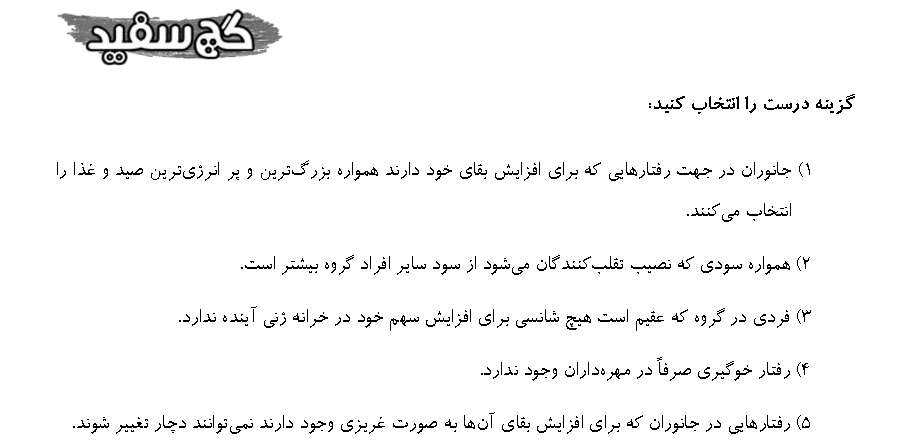 گچ سفید
گزینه درست را انتخاب کنید:
۱) جانوران در جهت رفتارهایی که برای افزایش بقای خود دارند همواره بزرگ‌ترین و پر انرژی‌ترین صید و غذا را
انتخاب می‌کنند.
۲) همواره سودی که نصیب تقلب‌کنندگان می‌شود از سود سایر افراد گروه بیشتر است.
۳) فردی در گروه که عقیم است هیچ شانسی برای افزایش سهم خود در خرانه ژنی آینده ندارد.
۴) رفتار خوگیری صرفاً در مهره‌داران وجود ندارد.
۵) رفتارهایی در جانوران که برای افزایش بقای آن‌ها به صورت غریزی وجود دارند نمی‌توانند دچار تغییر شوند.